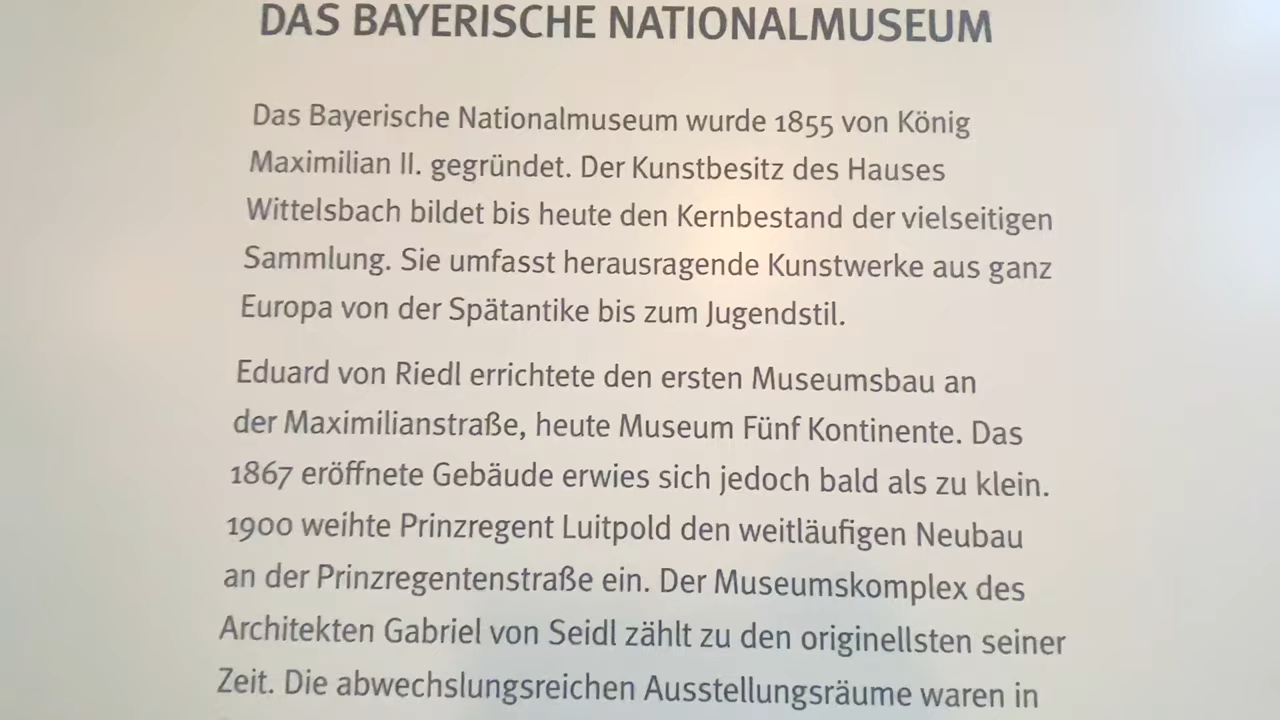 DAS BAYERISCHE NATIONALMUSEUM
Das Bayerische Nationalmuseum wurde 1855 von König
Maximilian II. gegründet. Der Kunstbesitz des Hauses
Wittelsbach bildet bis heute den Kernbestand der vielseitigen
Sammlung. Sie umfasst herausragende Kunstwerke aus ganz
Europa von der Spätantike bis zum Jugendstil.
Eduard von Riedl errichtete den ersten Museumsbau an
der Maximilianstraße, heute Museum Fünf Kontinente. Das
1867 eröffnete Gebäude erwies sich jedoch bald als zu klein.
1900 weihte Prinzregent Luitpold den weitläufigen Neubau
an der Prinzregentenstraße ein. Der Museumskomplex des
Architekten Gabriel von Seidl zählt zu den originellsten seiner
Zeit. Die abwechslungsreichen Ausstellungsräume waren in